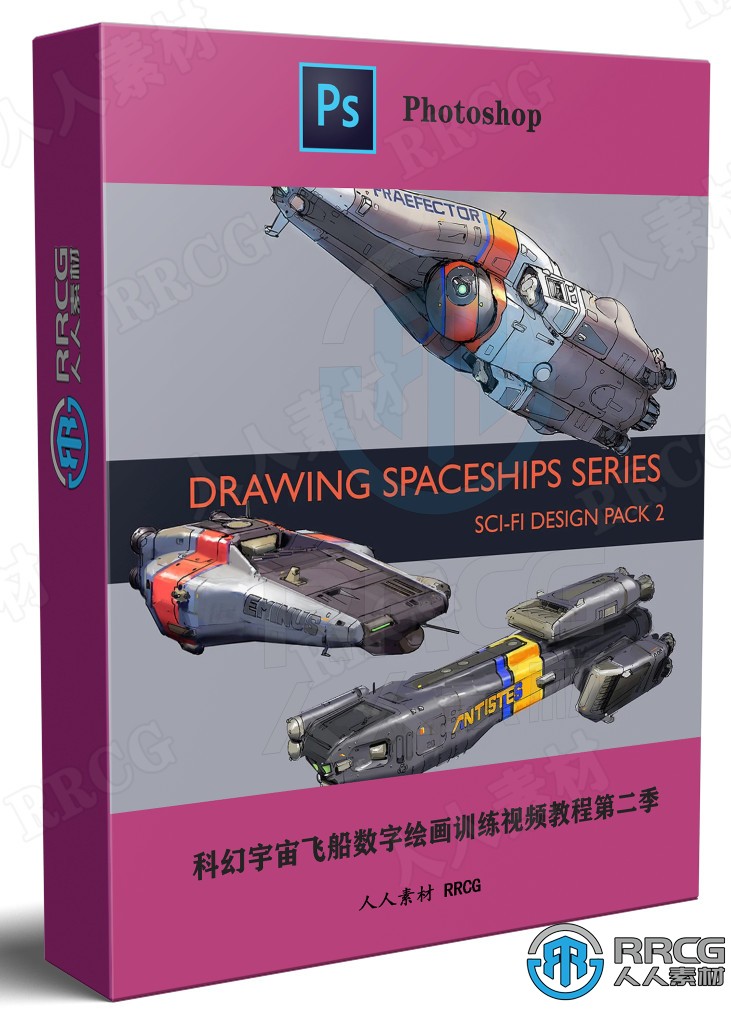 Ps Photoshop
PRAEFECTOR
DRAWING SPACESHIPS SERIES
SCI-FI DESIGN PACK 2
EMINUS
ANTISTES
科幻宇宙飞船数字绘画训练视频教程第二季
人人素材 RRCG
RRCG
人人素材
RRCG
人人素材